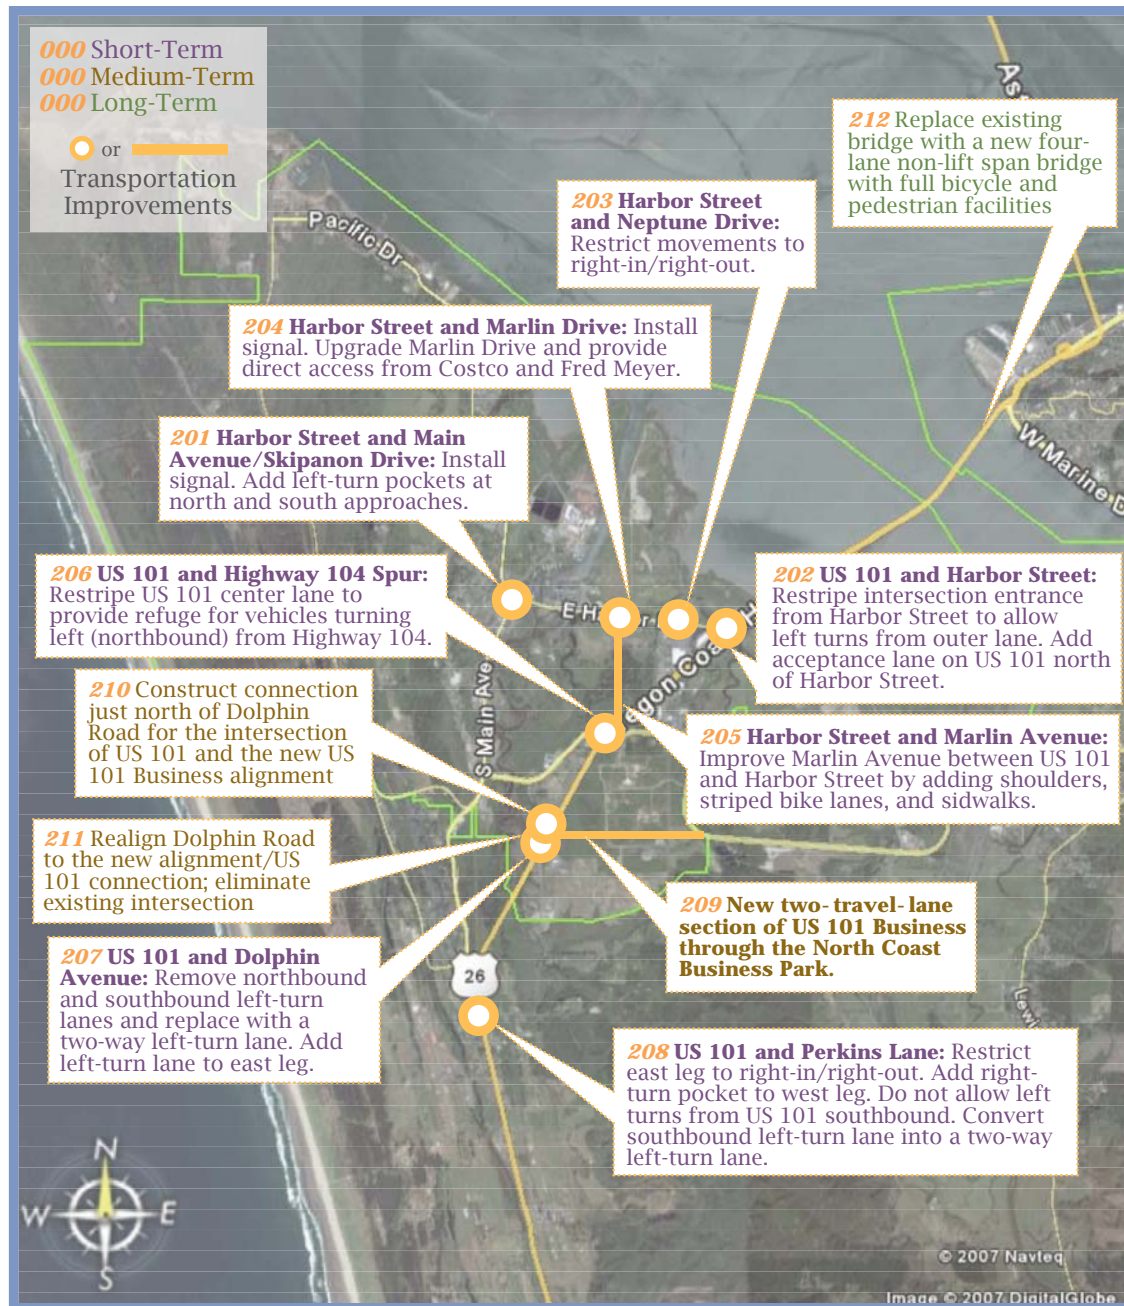 000 Short-Term
000 Medium-Term
000 Long-Term
or
Transportation
Improvements
212 Replace existing
bridge with a new four-
lane non-lift span bridge
with full bicycle and
pedestrian facilities
203 Harbor Street
and Neptune Drive:
Restrict movements to
right-in/right-out.
Pacific Dr
204 Harbor Street and Marlin Drive: Install
signal. Upgrade Marlin Drive and provide
direct access from Costco and Fred Meyer.
201 Harbor Street and Main
Avenue/Skipanon Drive: Install
signal. Add left-turn pockets at
north and south approaches.
W Marine D
206 US 101 and Highway 104 Spur:
Restripe US 101 center lane to
provide refuge for vehicles turning
left (northbound) from Highway 104.
202 US 101 and Harbor Street:
Restripe intersection entrance
from Harbor Street to allow
left turns from outer lane. Add
acceptance lane on US 101 north
of Harbor Street.
S Main Ave
210 Construct connection
just north of Dolphin
Road for the intersection
of US 101 and the new US
101 Business alignment
205 Harbor Street and Marlin Avenue:
Improve Marlin Avenue between US 101
and Harbor Street by adding shoulders,
striped bike lanes, and sidwalks.
211 Realign Dolphin Road
to the new alignment/US
101 connection; eliminate
existing intersection
209 New two-travel-lane
section of US 101 Business
through the North Coast
Business Park.
207 US 101 and Dolphin
Avenue: Remove northbound
and southbound left-turn
lanes and replace with a
two-way left-turn lane. Add
left-turn lane to east leg.
26
208 US 101 and Perkins Lane: Restrict
east leg to right-in/right-out. Add right-
turn pocket to west leg. Do not allow left
turns from US 101 southbound. Convert
southbound left-turn lane into a two-way
left-turn lane.
N
W E
S
© 2007 Navteq
Image © 2007 DigitalGlobe